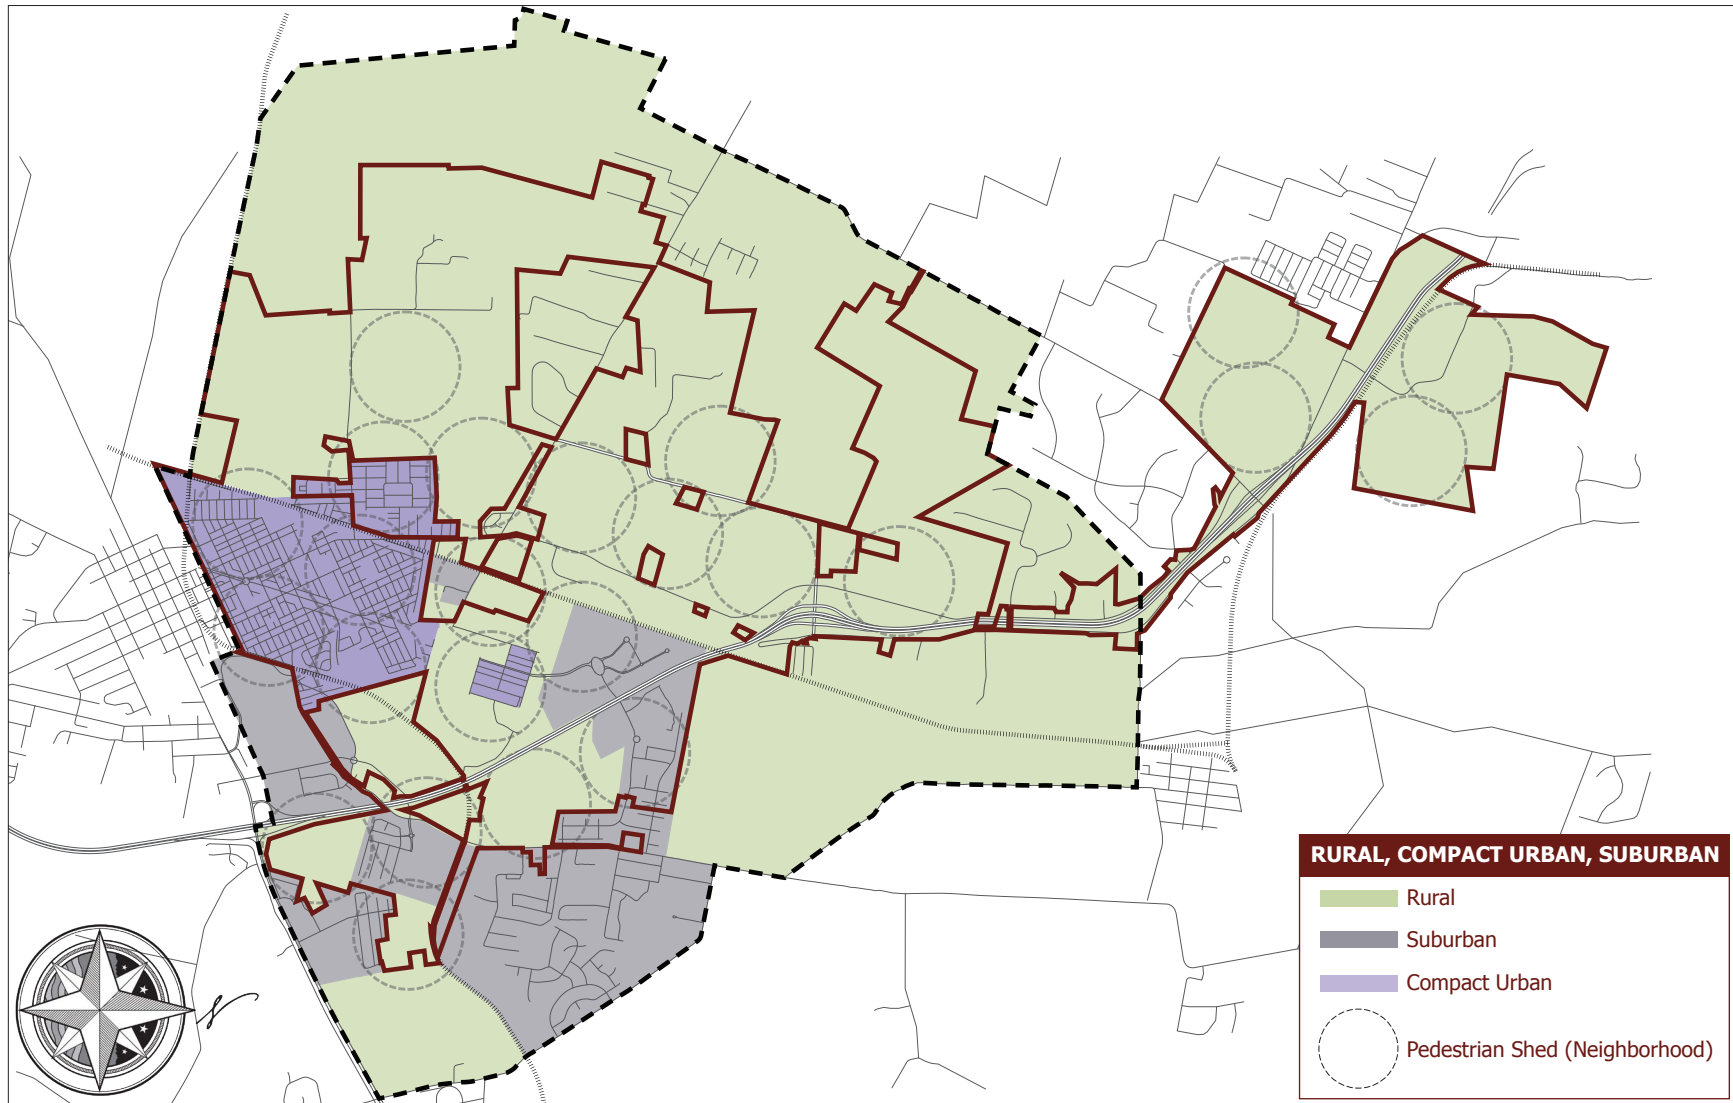 RURAL, COMPACT URBAN, SUBURBAN
Rural
Suburban
Compact Urban
Pedestrian Shed (Neighborhood)